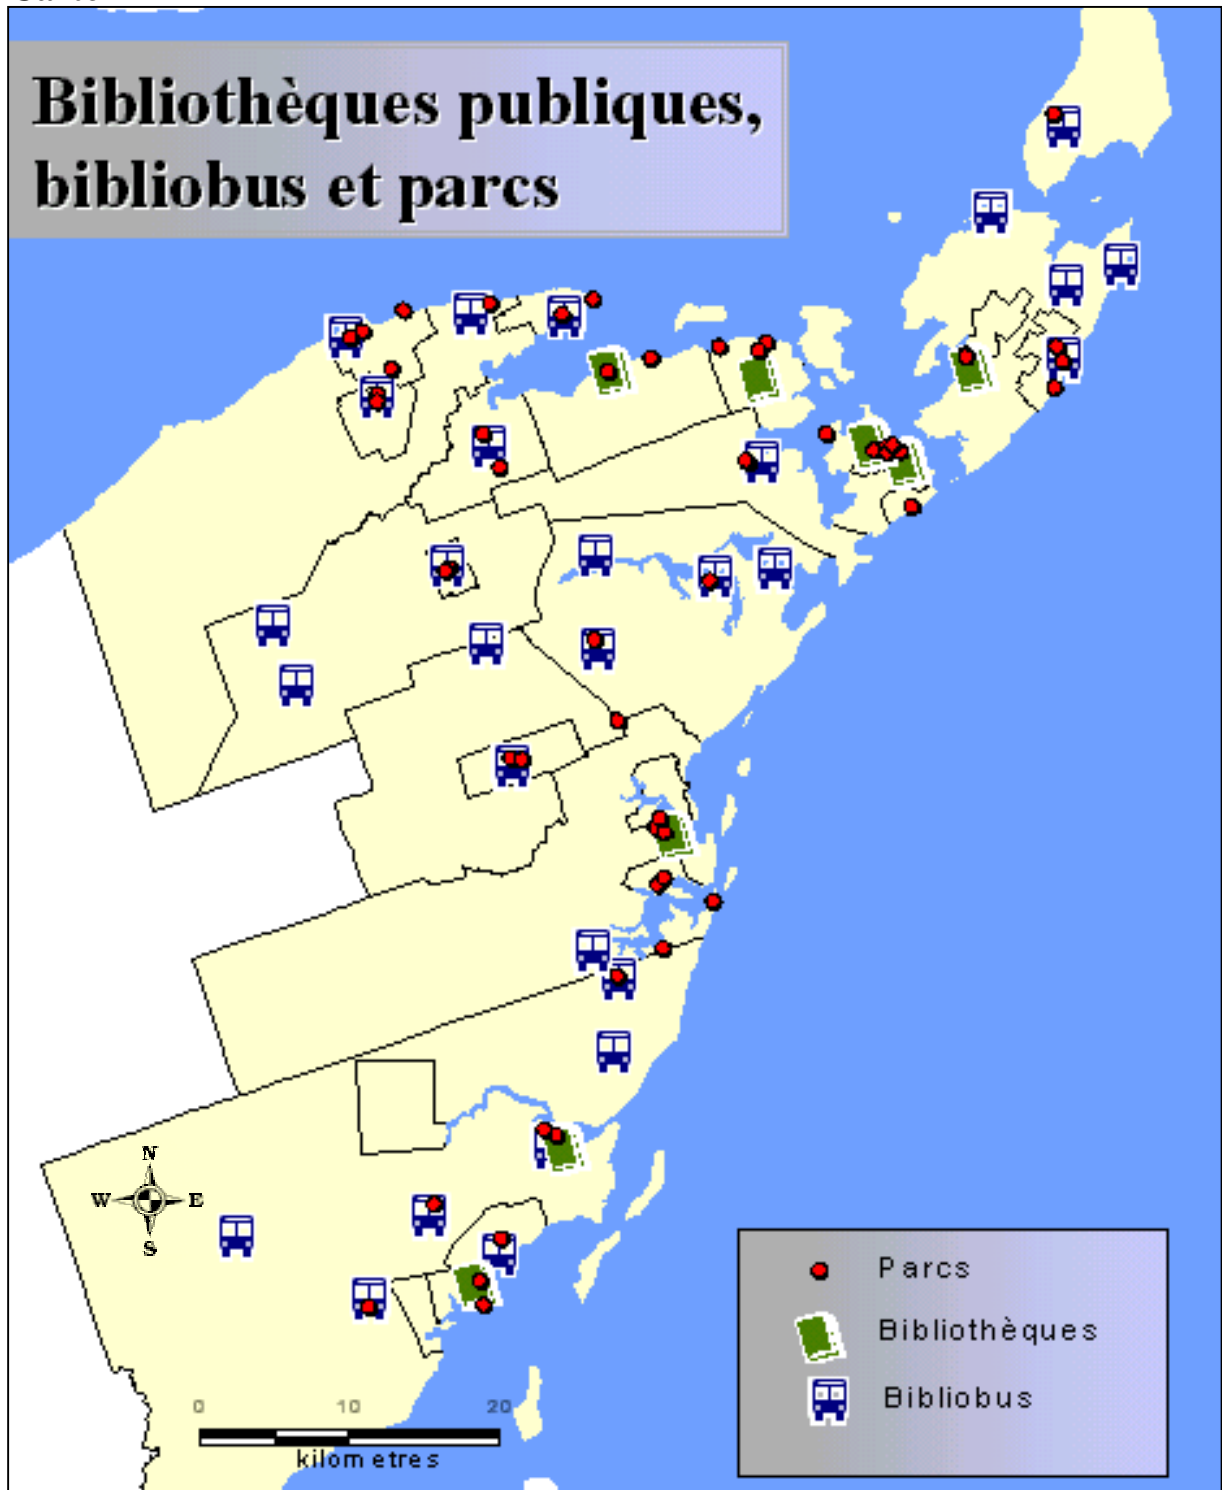 Bibliothèques publiques,
bibliobus et parcs
N
W E
S
Parcs
Bibliothèques
Bibliobus
0 10 20
kilometres